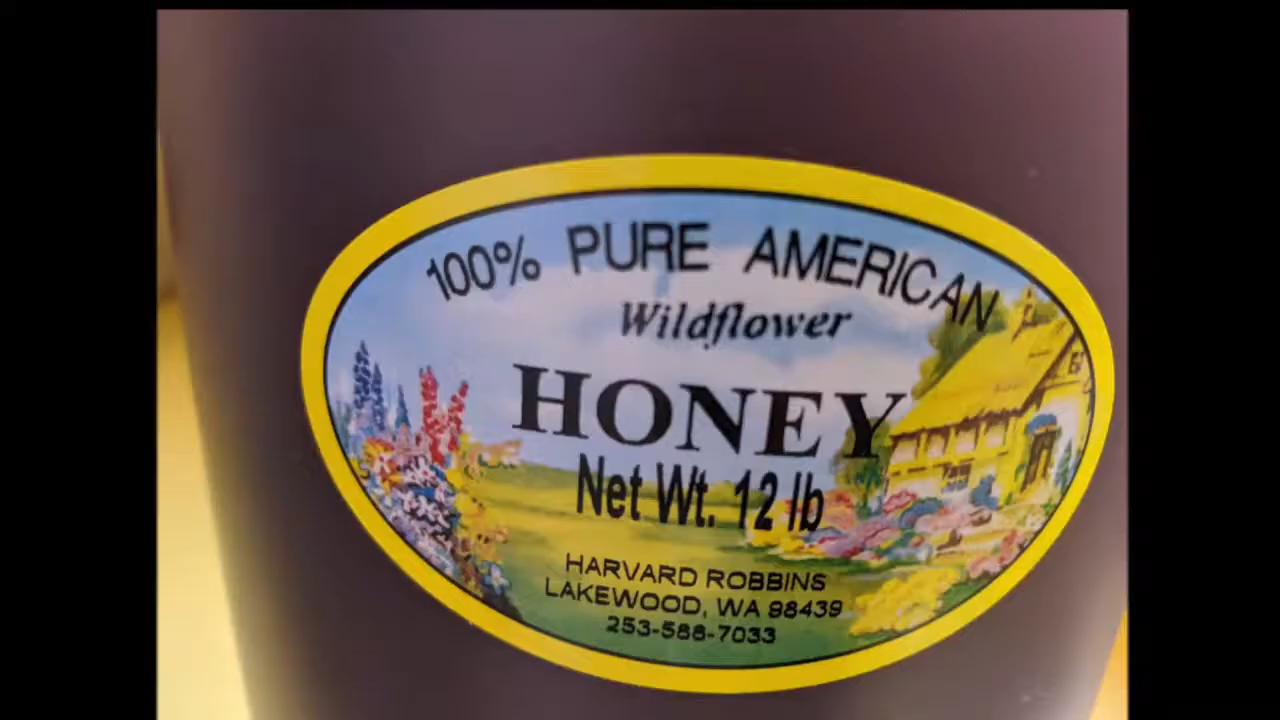 100% PURE AMERICAN
Wildflower
HONEY
Net Wt. 12 lb
HARVARD ROBBINS
LAKEWOOD, WA 98439
253-588-7033